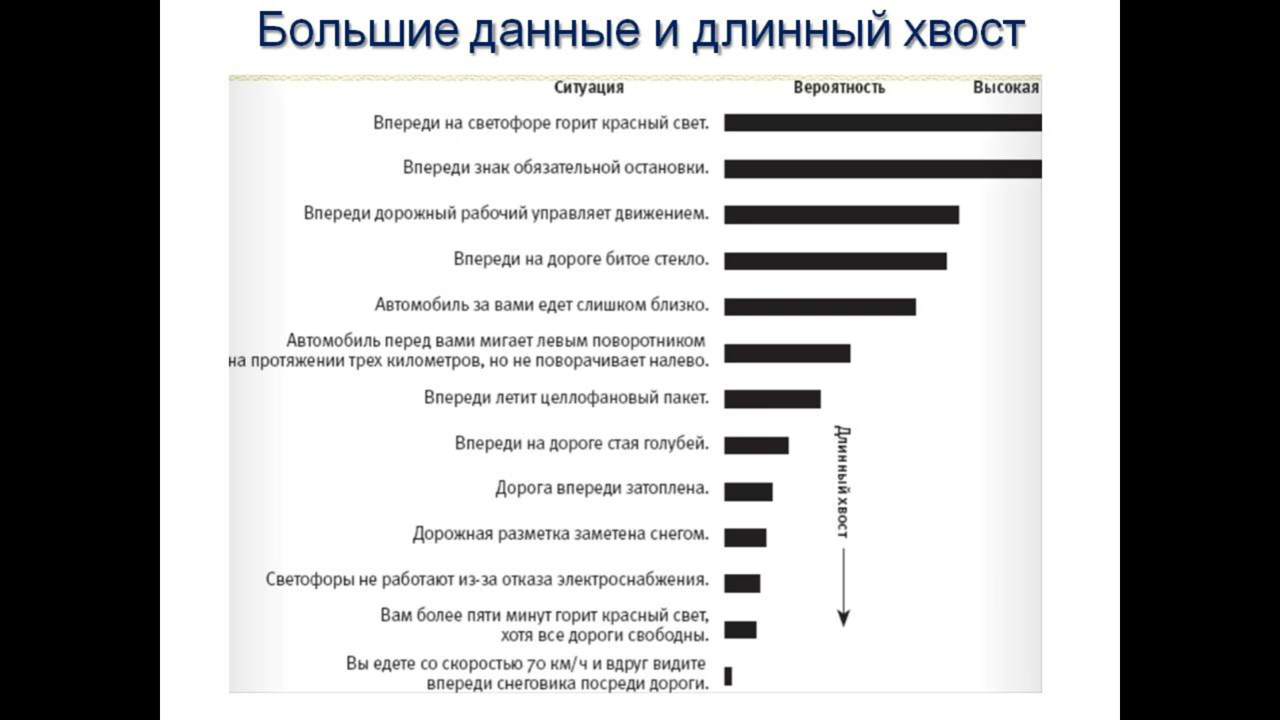 Большие данные и длинный хвост
Ситуация Вероятность Высокая
Впереди на светофоре горит красный свет.
Впереди знак обязательной остановки.
Впереди дорожный рабочий управляет движением.
Впереди на дороге битое стекло.
Автомобиль за вами едет слишком близко.
Автомобиль перед вами мигает левым поворотником
на протяжении трех километров, но не поворачивает налево.
Впереди летит целлофановый пакет.
Впереди на дороге стая голубей.
Дорога впереди затоплена.
Дорожная разметка заметена снегом.
Светофоры не работают из-за отказа электроснабжения.
Вам более пяти минут горит красный свет,
хотя все дороги свободны.
Вы едете со скоростью 70 км/ч и вдруг видите
впереди снеговика посреди дороги.
Длинный хвост